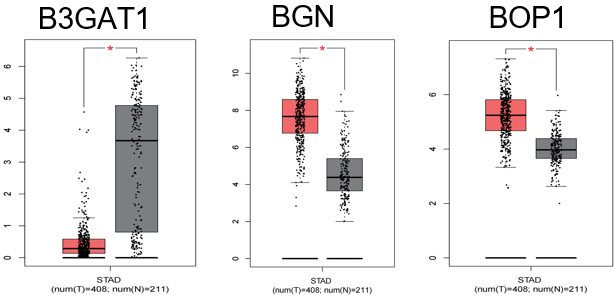 B3GAT1
BGN
BOP1
*
*
*
6
5
4
3
2
1
0
10
8
6
4
2
0
6
4
2
0
STAD
(num(T)=408; num(N)=211)
STAD
(num(T)=408; num(N)=211)
STAD
(num(T)=408; num(N)=211)